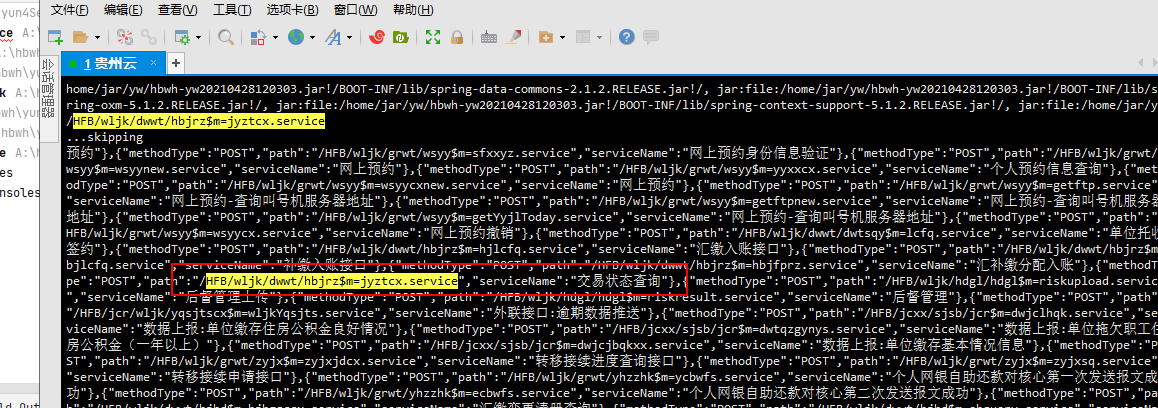 yun4Se
文件(F) 编辑(E) 查看(V) 工具(T) 选项卡(B) 窗口(W) 帮助(H)
ce A:\
会话管理器
1 贵州云 × +
home/jar/yw/hbwh-yw20210428120303.jar!/BOOT-INF/lib/spring-data-commons-2.1.2.RELEASE.jar!/, jar:file:/home/jar/yw/hbwh-yw20210428120303.jar!/BOOT-INF/lib/s
ring-oxm-5.1.2.RELEASE.jar!/, jar:file:/home/jar/yw/hbwh-yw20210428120303.jar!/BOOT-INF/lib/spring-context-support-5.1.2.RELEASE.jar!/, jar:file:/home/jar/y
/HFB/wljk/dwwt/hbjrz$m=jyztcx.service
...skipping
预约"},{"methodType":"POST","path":"/HFB/wljk/grwt/wsyy$m=sfxxyz.service","serviceName":"网上预约身份信息验证"},{"methodType":"POST","path":"/HFB/wljk/grwt/
wsyy$m=wsyynew.service","serviceName":"网上预约"},{"methodType":"POST","path":"/HFB/wljk/grwt/wsyy$m=yyxxcx.service","serviceName":"个人预约信息查询"},{"met
odType":"POST","path":"/HFB/wljk/grwt/wsyy$m=wsyycxnew.service","serviceName":"网上预约"},{"methodType":"POST","path":"/HFB/wljk/grwt/wsyy$m=getftp.service"
"serviceName":"网上预约-查询叫号机服务器地址"},{"methodType":"POST","path":"/HFB/wljk/grwt/wsyy$m=getftpnew.service","serviceName":"网上预约-查询叫号机服务器
地址"},{"methodType":"POST","path":"/HFB/wljk/grwt/wsyy$m=getYyjlToday.service","serviceName":"网上预约-查询叫号机服务器地址"},{"methodType":"POST","path":"
HFB/wljk/grwt/wsyy$m=wsyycx.service","serviceName":"网上预约撤销"},{"methodType":"POST","path":"/HFB/wljk/dwwt/dwtsqy$m=lcfq.service","serviceName":"单位托收
签约"},{"methodType":"POST","path":"/HFB/wljk/dwwt/hbjrz$m=hjlcfq.service","serviceName":"汇缴入账接口"},{"methodType":"POST","path":"/HFB/wljk/dwwt/hbjrz$m=
bjlcfq.service","serviceName":"补缴入账接口"},{"methodType":"POST","path":"/HFB/wljk/dwwt/hbjrz$m=hbjfprz.service","serviceName":"汇补缴分配入账"},{"methodTy
pe":"POST","path":"/HFB/wljk/dwwt/hbjrz$m=jyztcx.service","serviceName":"交易状态查询"},{"methodType":"POST","path":"/HFB/wljk/hdgl/hdgl$m=riskupload.service
","serviceName":"后督管理上传"},{"methodType":"POST","path":"/HFB/wljk/hdgl/hdgl$m=riskresult.service","serviceName":"后督管理"},{"methodType":"POST","path":
"/HFB/jcr/wljk/yqsjtscx$m=wljkYqsjts.service","serviceName":"外联接口:逾期数据推送"},{"methodType":"POST","path":"/HFB/jcxx/sjsb/jcr$m=dwjclhqk.service","se
viceName":"数据上报:单位缴存住房公积金良好情况"},{"methodType":"POST","path":"/HFB/jcxx/sjsb/jcr$m=dwtqzgynys.service","serviceName":"数据上报:单位拖欠职工住
房公积金（一年以上）"},{"methodType":"POST","path":"/HFB/jcxx/sjsb/jcr$m=dwjcjbqkxx.service","serviceName":"数据上报:单位缴存基本情况信息"},{"methodType":"PO
ST","path":"/HFB/wljk/grwt/zyjx$m=zyjxjdcx.service","serviceName":"转移接续进度查询接口"},{"methodType":"POST","path":"/HFB/wljk/grwt/zyjx$m=zyjxsq.service"
"serviceName":"转移接续申请接口"},{"methodType":"POST","path":"/HFB/wljk/grwt/yhzzhk$m=ycbwfs.service","serviceName":"个人网银自助还款对核心第一次发送报文成
功"},{"methodType":"POST","path":"/HFB/wljk/grwt/yhzzhk$m=ecbwfs.service","serviceName":"个人网银自助还款对核心第二次发送报文成功"},{"methodType":"POST","pa